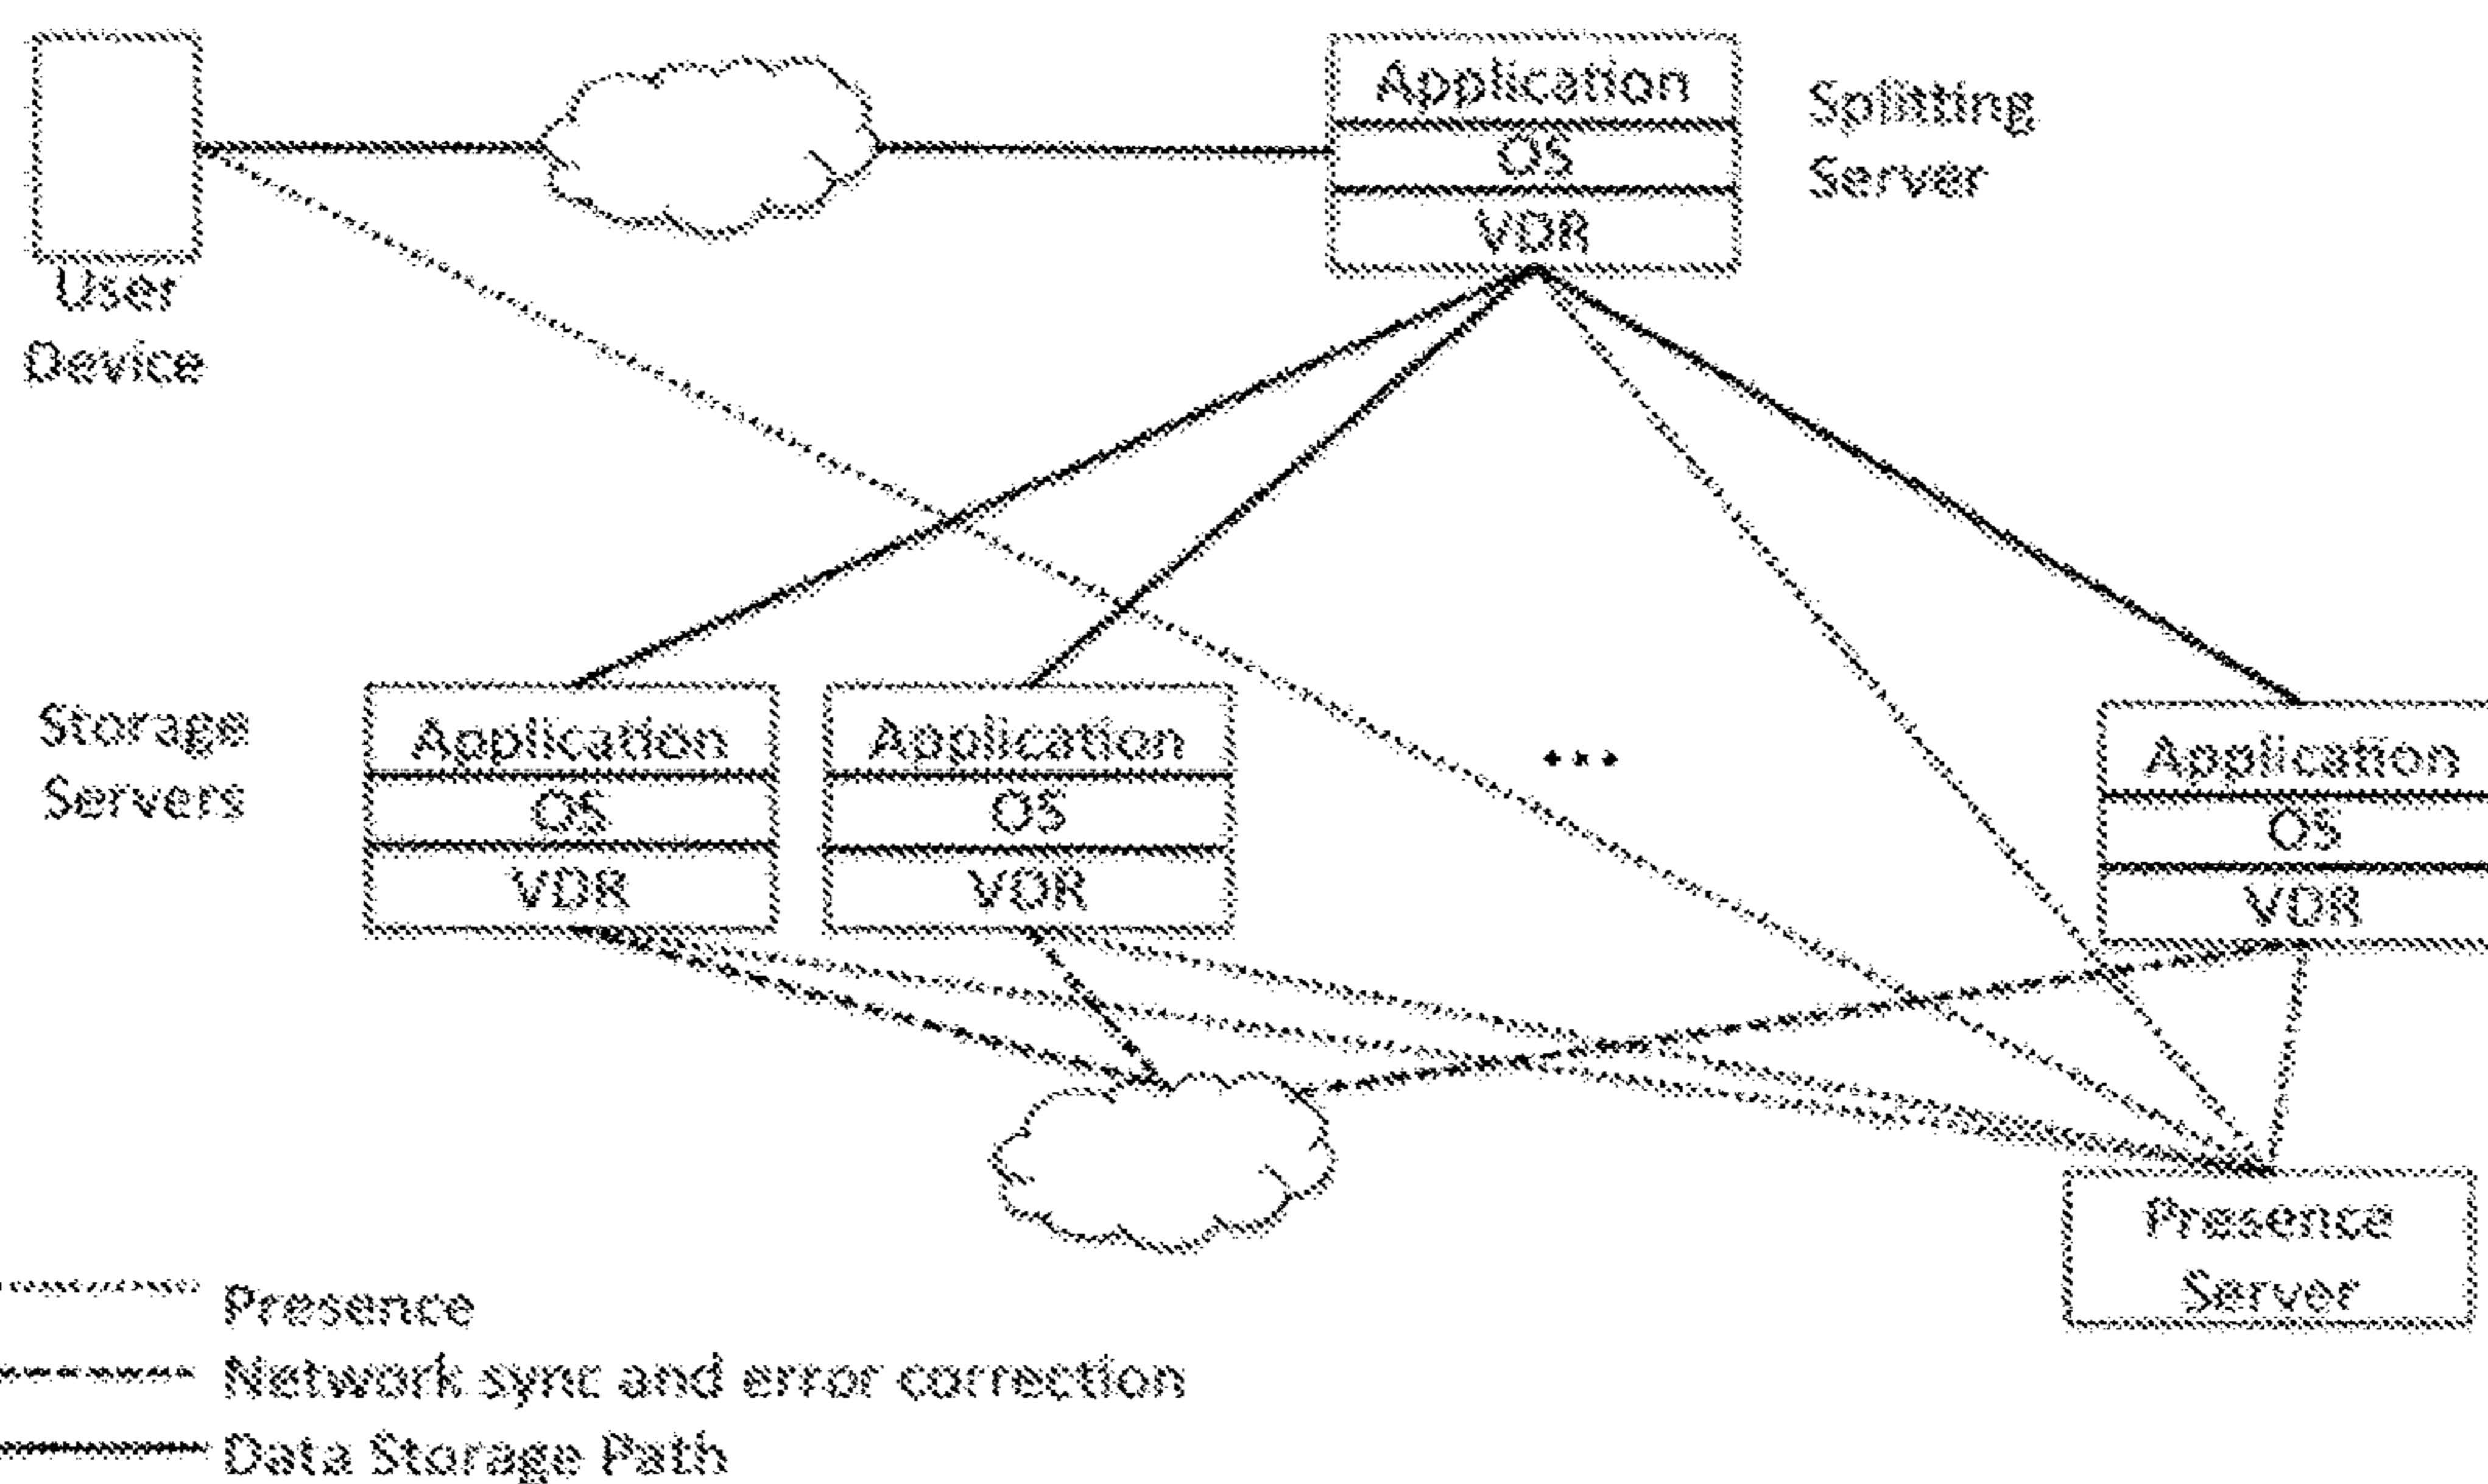 Application
OS
VDR
Splitting
Server
User
Device
Storage
Servers
Application
OS
VDR
Application
OS
VDR
...
Application
OS
VDR
Presence
Server
Presence
Network sync and error correction
Data Storage Path